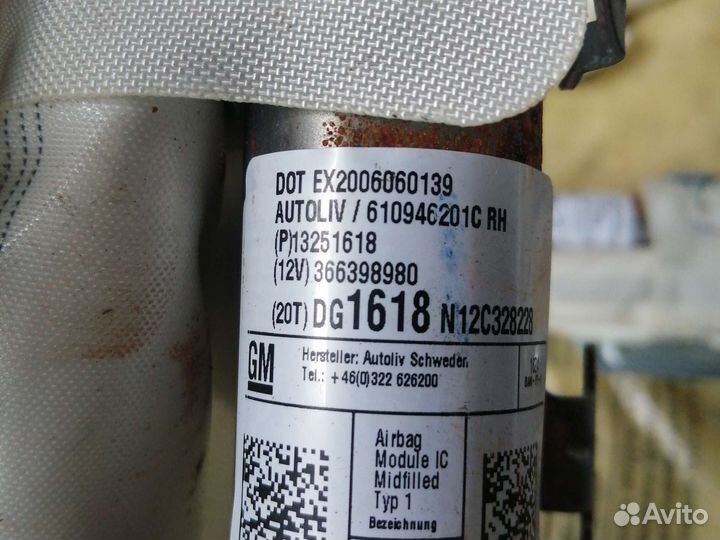 DOT EX2006060139
AUTOLIV / 610946201C RH
(P)13251618
(12V) 366398980
(20T) DG1618 N12C328228
GM
Hersteller: Autoliv Schweden
Tel.: +46(0)322 626200
Airbag
Module IC
Midfilled
Typ 1
Bezeichnung
Avito